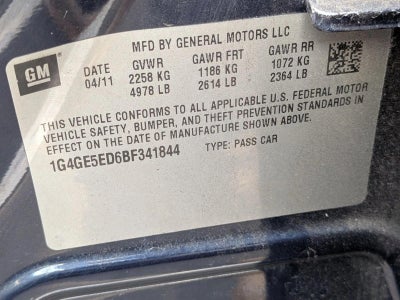 MFD BY GENERAL MOTORS LLC
GM
DATE GVWR GAWR FRT GAWR RR
04/11 2258 KG 1186 KG 1072 KG
4978 LB 2614 LB 2364 LB
THIS VEHICLE CONFORMS TO ALL APPLICABLE U.S. FEDERAL MOTOR
VEHICLE SAFETY, BUMPER, AND THEFT PREVENTION STANDARDS IN
EFFECT ON THE DATE OF MANUFACTURE SHOWN ABOVE.
1G4GE5ED6BF341844
TYPE: PASS CAR